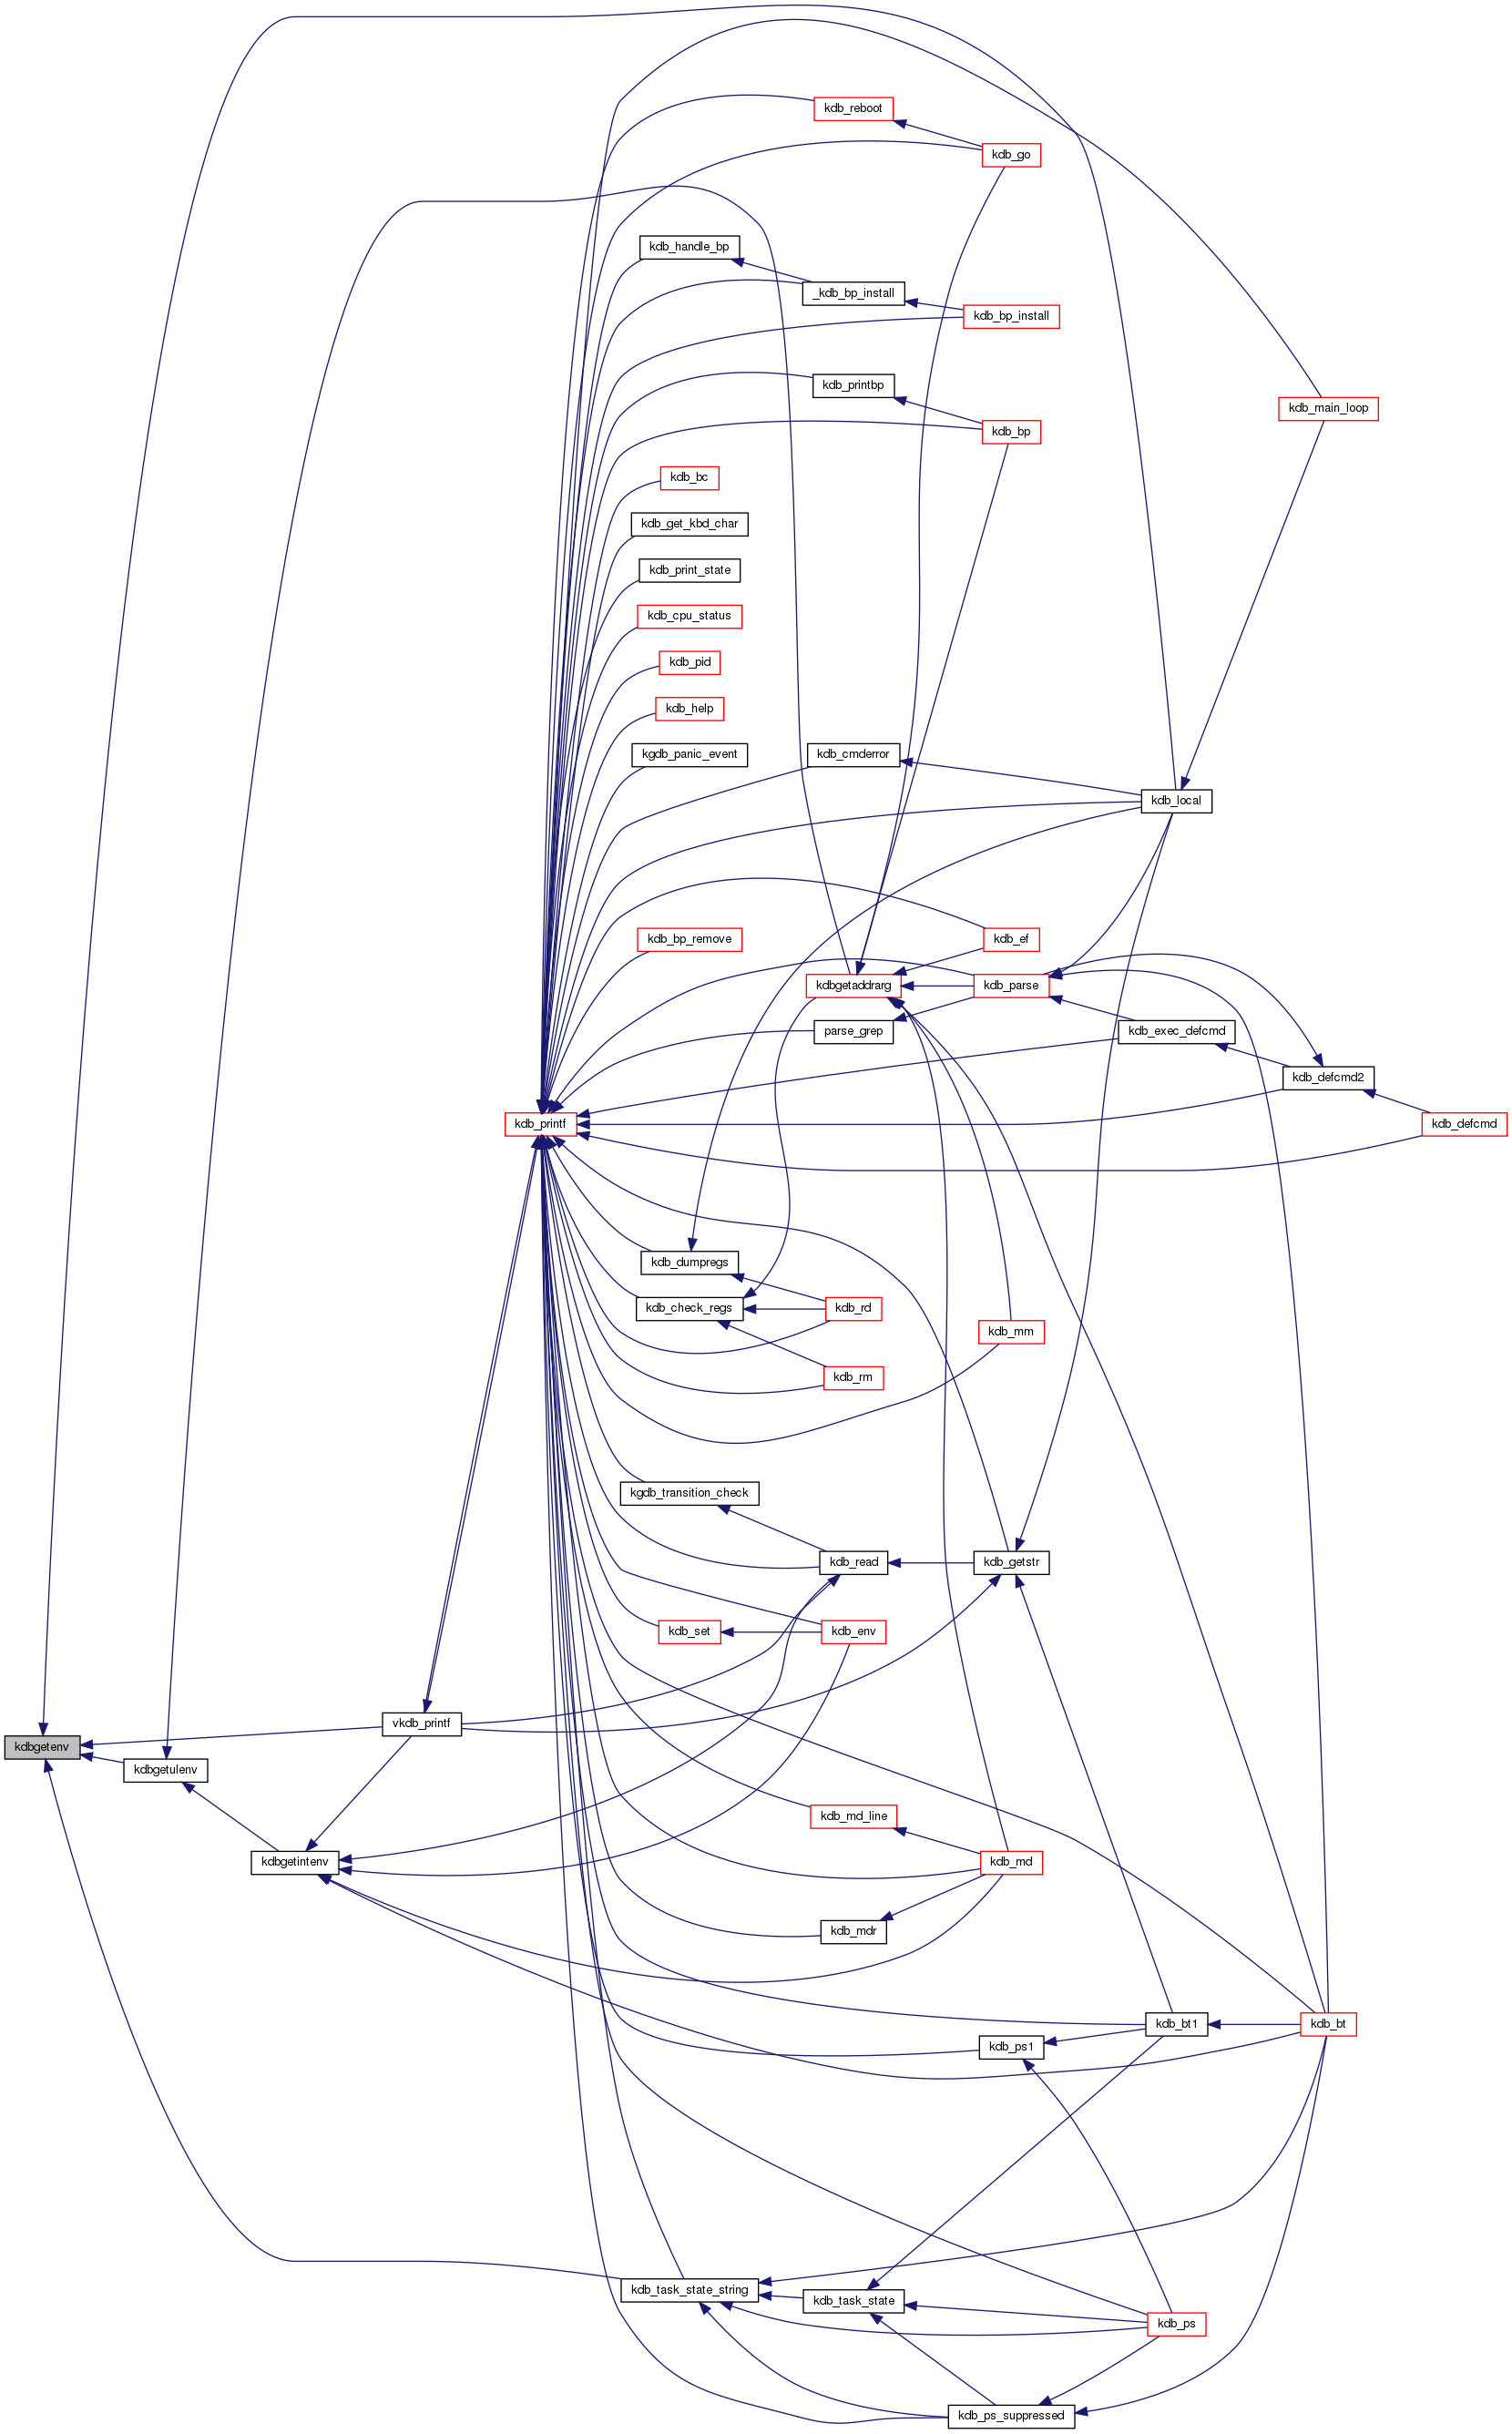 kdb_reboot
kdb_go
kdb_handle_bp
_kdb_bp_install
kdb_bp_install
kdb_printbp
kdb_main_loop
kdb_bp
kdb_bc
kdb_get_kbd_char
kdb_print_state
kdb_cpu_status
kdb_pid
kdb_help
kgdb_panic_event
kdb_cmderror
kdb_local
kdb_bp_remove
kdb_ef
kdbgetaddrarg
kdb_parse
parse_grep
kdb_exec_defcmd
kdb_defcmd2
kdb_printf
kdb_defcmd
kdb_dumpregs
kdb_check_regs
kdb_rd
kdb_mm
kdb_rm
kgdb_transition_check
kdb_read
kdb_getstr
kdb_set
kdb_env
vkdb_printf
kdbgetenv
kdbgetulenv
kdb_md_line
kdbgetintenv
kdb_md
kdb_mdr
kdb_bt1
kdb_bt
kdb_ps1
kdb_task_state_string
kdb_task_state
kdb_ps
kdb_ps_suppressed